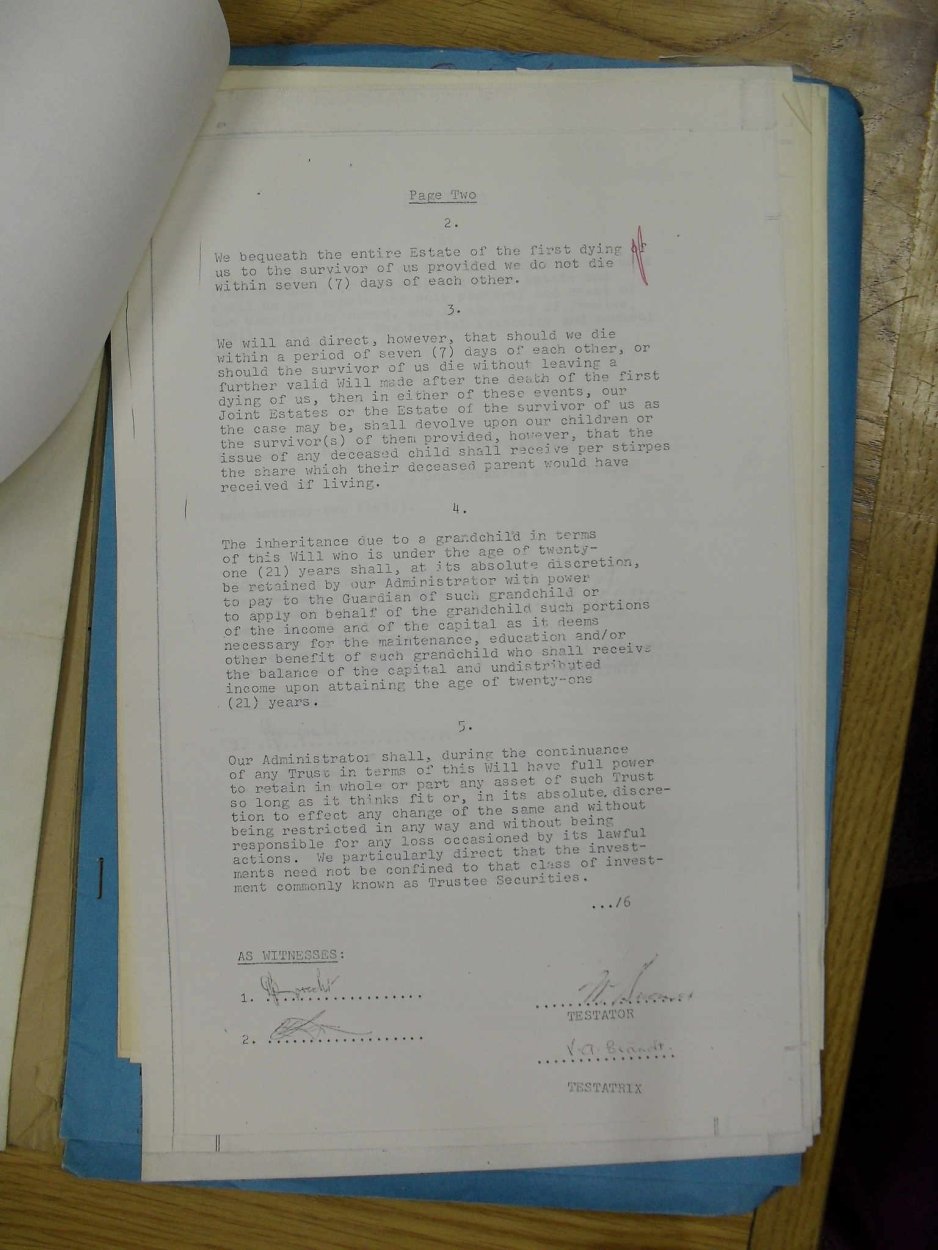 Page Two
2.
We bequeath the entire Estate of the first dying
us to the survivor of us provided we do not die
within seven (7) days of each other.
3.
We will and direct, however, that should we die
within a period of seven (7) days of each other, or
should the survivor of us die without leaving a
further valid Will made after the death of the first
dying of us, then in either of these events, our
Joint Estates or the Estate of the survivor of us as
the case may be, shall devolve upon our children or
the survivor(s) of them provided, however, that the
issue of any deceased child shall receive per stirpes
the share which their deceased parent would have
received if living.
4.
The inheritance due to a grandchild in terms
of this Will who is under the age of twenty-
one (21) years shall, at its absolute discretion,
be retained by our Administrator with power
to pay to the Guardian of such grandchild or
to apply on behalf of the grandchild such portions
of the income and of the capital as it deems
necessary for the maintenance, education and/or
other benefit of such grandchild who shall receive
the balance of the capital and undistributed
income upon attaining the age of twenty-one
(21) years.
5.
Our Administrator shall, during the continuance
of any Trust in terms of this Will have full power
to retain in whole or part any asset of such Trust
so long as it thinks fit or, in its absolute discre-
tion to effect any change of the same and without
being restricted in any way and without being
responsible for any loss occasioned by its lawful
actions. We particularly direct that the invest-
ments need not be confined to that class of invest-
ment commonly known as Trustee Securities.
.../6
AS WITNESSES:
1.
TESTATOR
2.
V. A. Brandt.
TESTATRIX